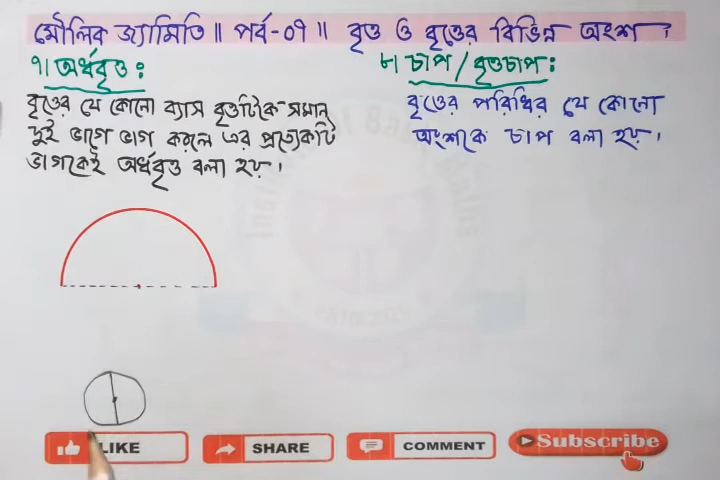 মৌলিক জ্যামিতি ॥ পর্ব-০৭ ॥ বৃত্ত ও বৃত্তের বিভিন্ন অংশ ।
৭। অর্ধবৃত্ত :
বৃত্তের যে কোনো ব্যাস বৃত্তটিকে সমান
দুই ভাগে ভাগ করলে এর প্রত্যেকটি
ভাগকেই অর্ধবৃত্ত বলা হয় ।
৮। চাপ / বৃত্তচাপ :
বৃত্তের পরিধির যে কোনো
অংশকে চাপ বলা হয় ।
LIKE
SHARE
COMMENT
Subscribe